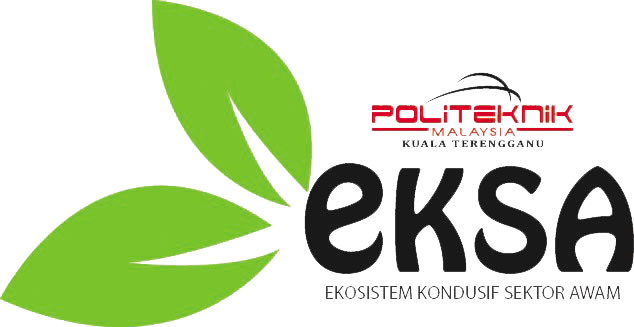 POLITEKNIK
MALAYSIA
KUALA TERENGGANU
eKSA
EKOSISTEM KONDUSIF SEKTOR AWAM